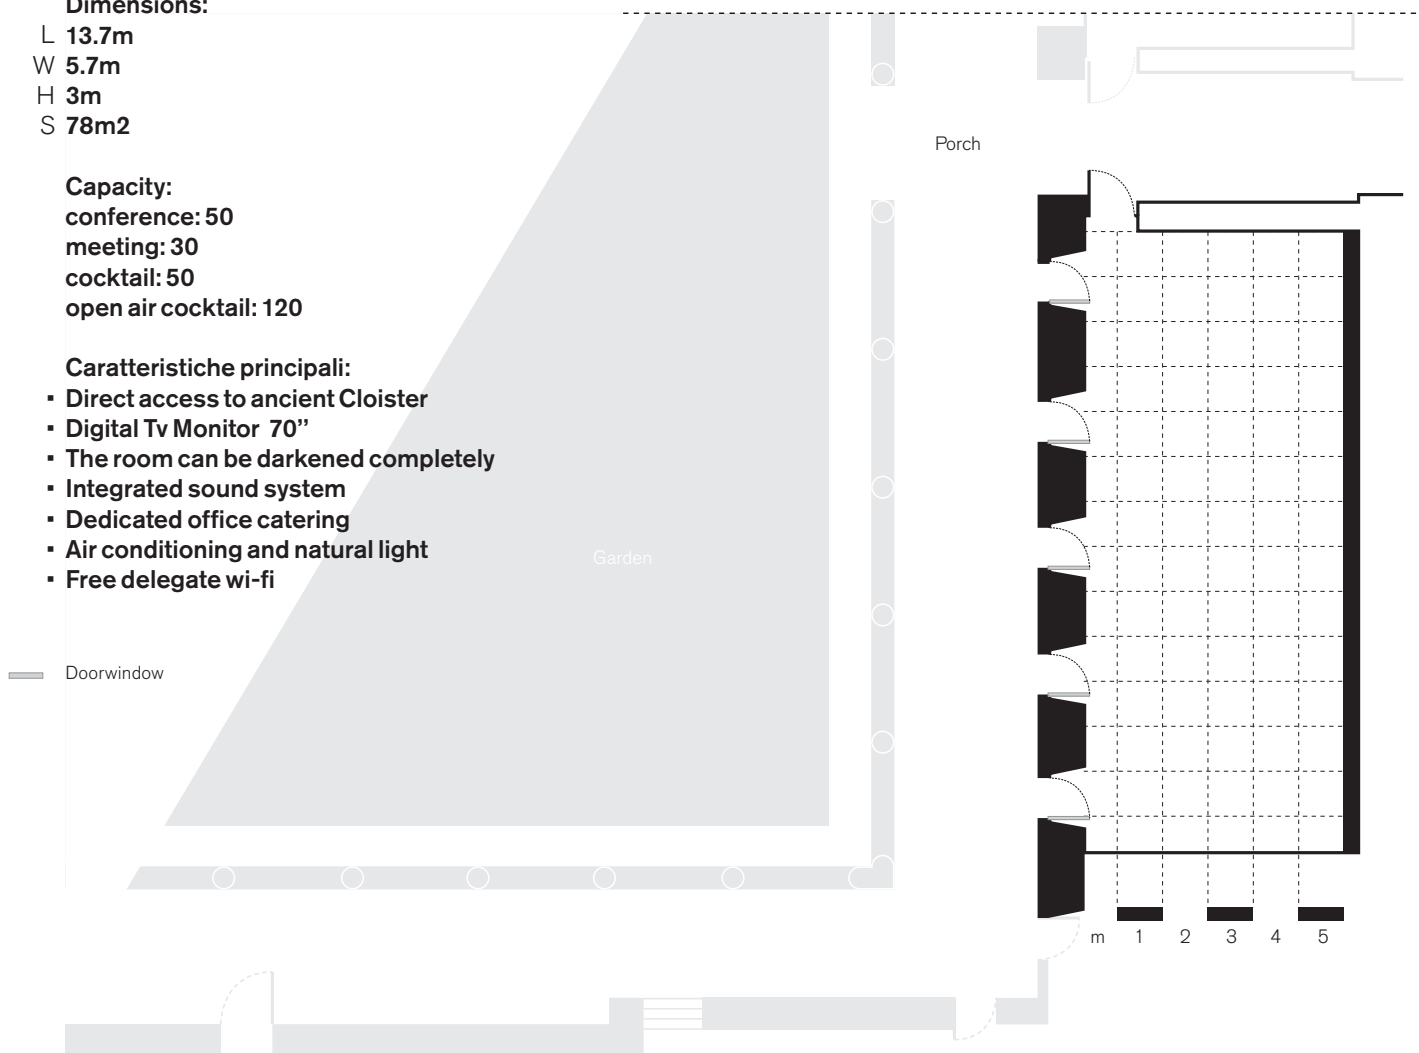 Dimensions:
L 13.7m
W 5.7m
H 3m
S 78m2
Capacity:
conference: 50
meeting: 30
cocktail: 50
open air cocktail: 120
Caratteristiche principali:
▪ Direct access to ancient Cloister
▪ Digital Tv Monitor 70”
▪ The room can be darkened completely
▪ Integrated sound system
▪ Dedicated office catering
▪ Air conditioning and natural light
▪ Free delegate wi-fi
Doorwindow
Garden
Porch
m 1 2 3 4 5